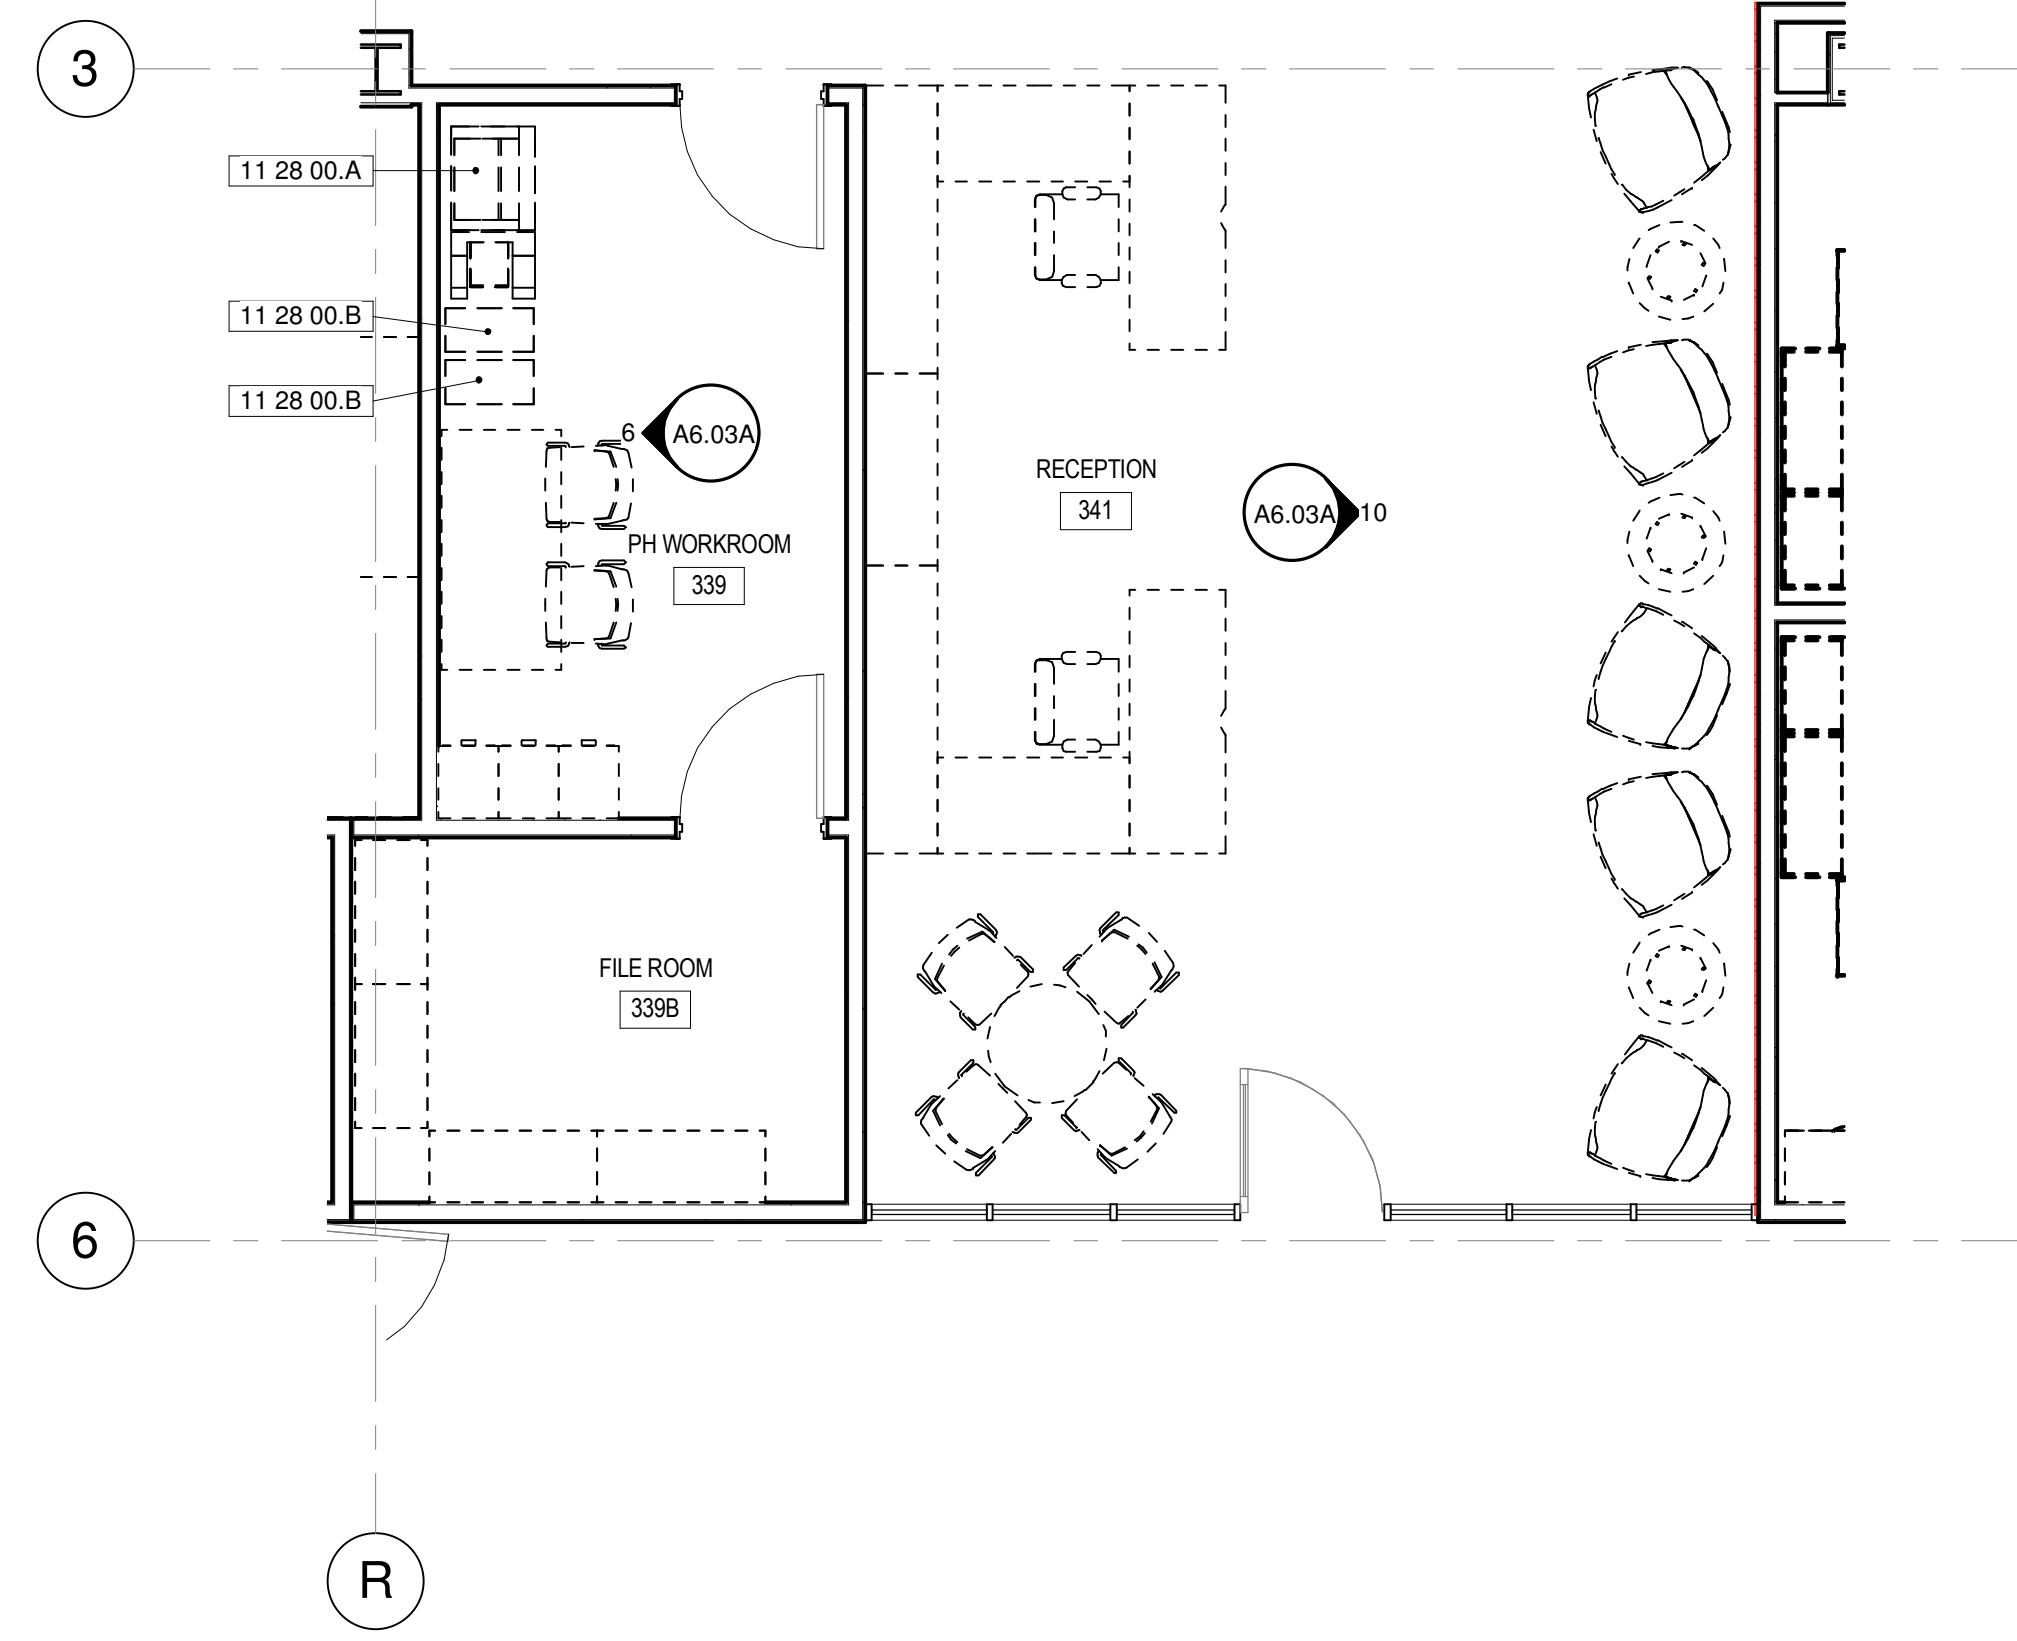 3
11 28 00.A
11 28 00.B
11 28 00.B
6
A6.03A
RECEPTION
341
A6.03A
10
PH WORKROOM
339
FILE ROOM
339B
6
R